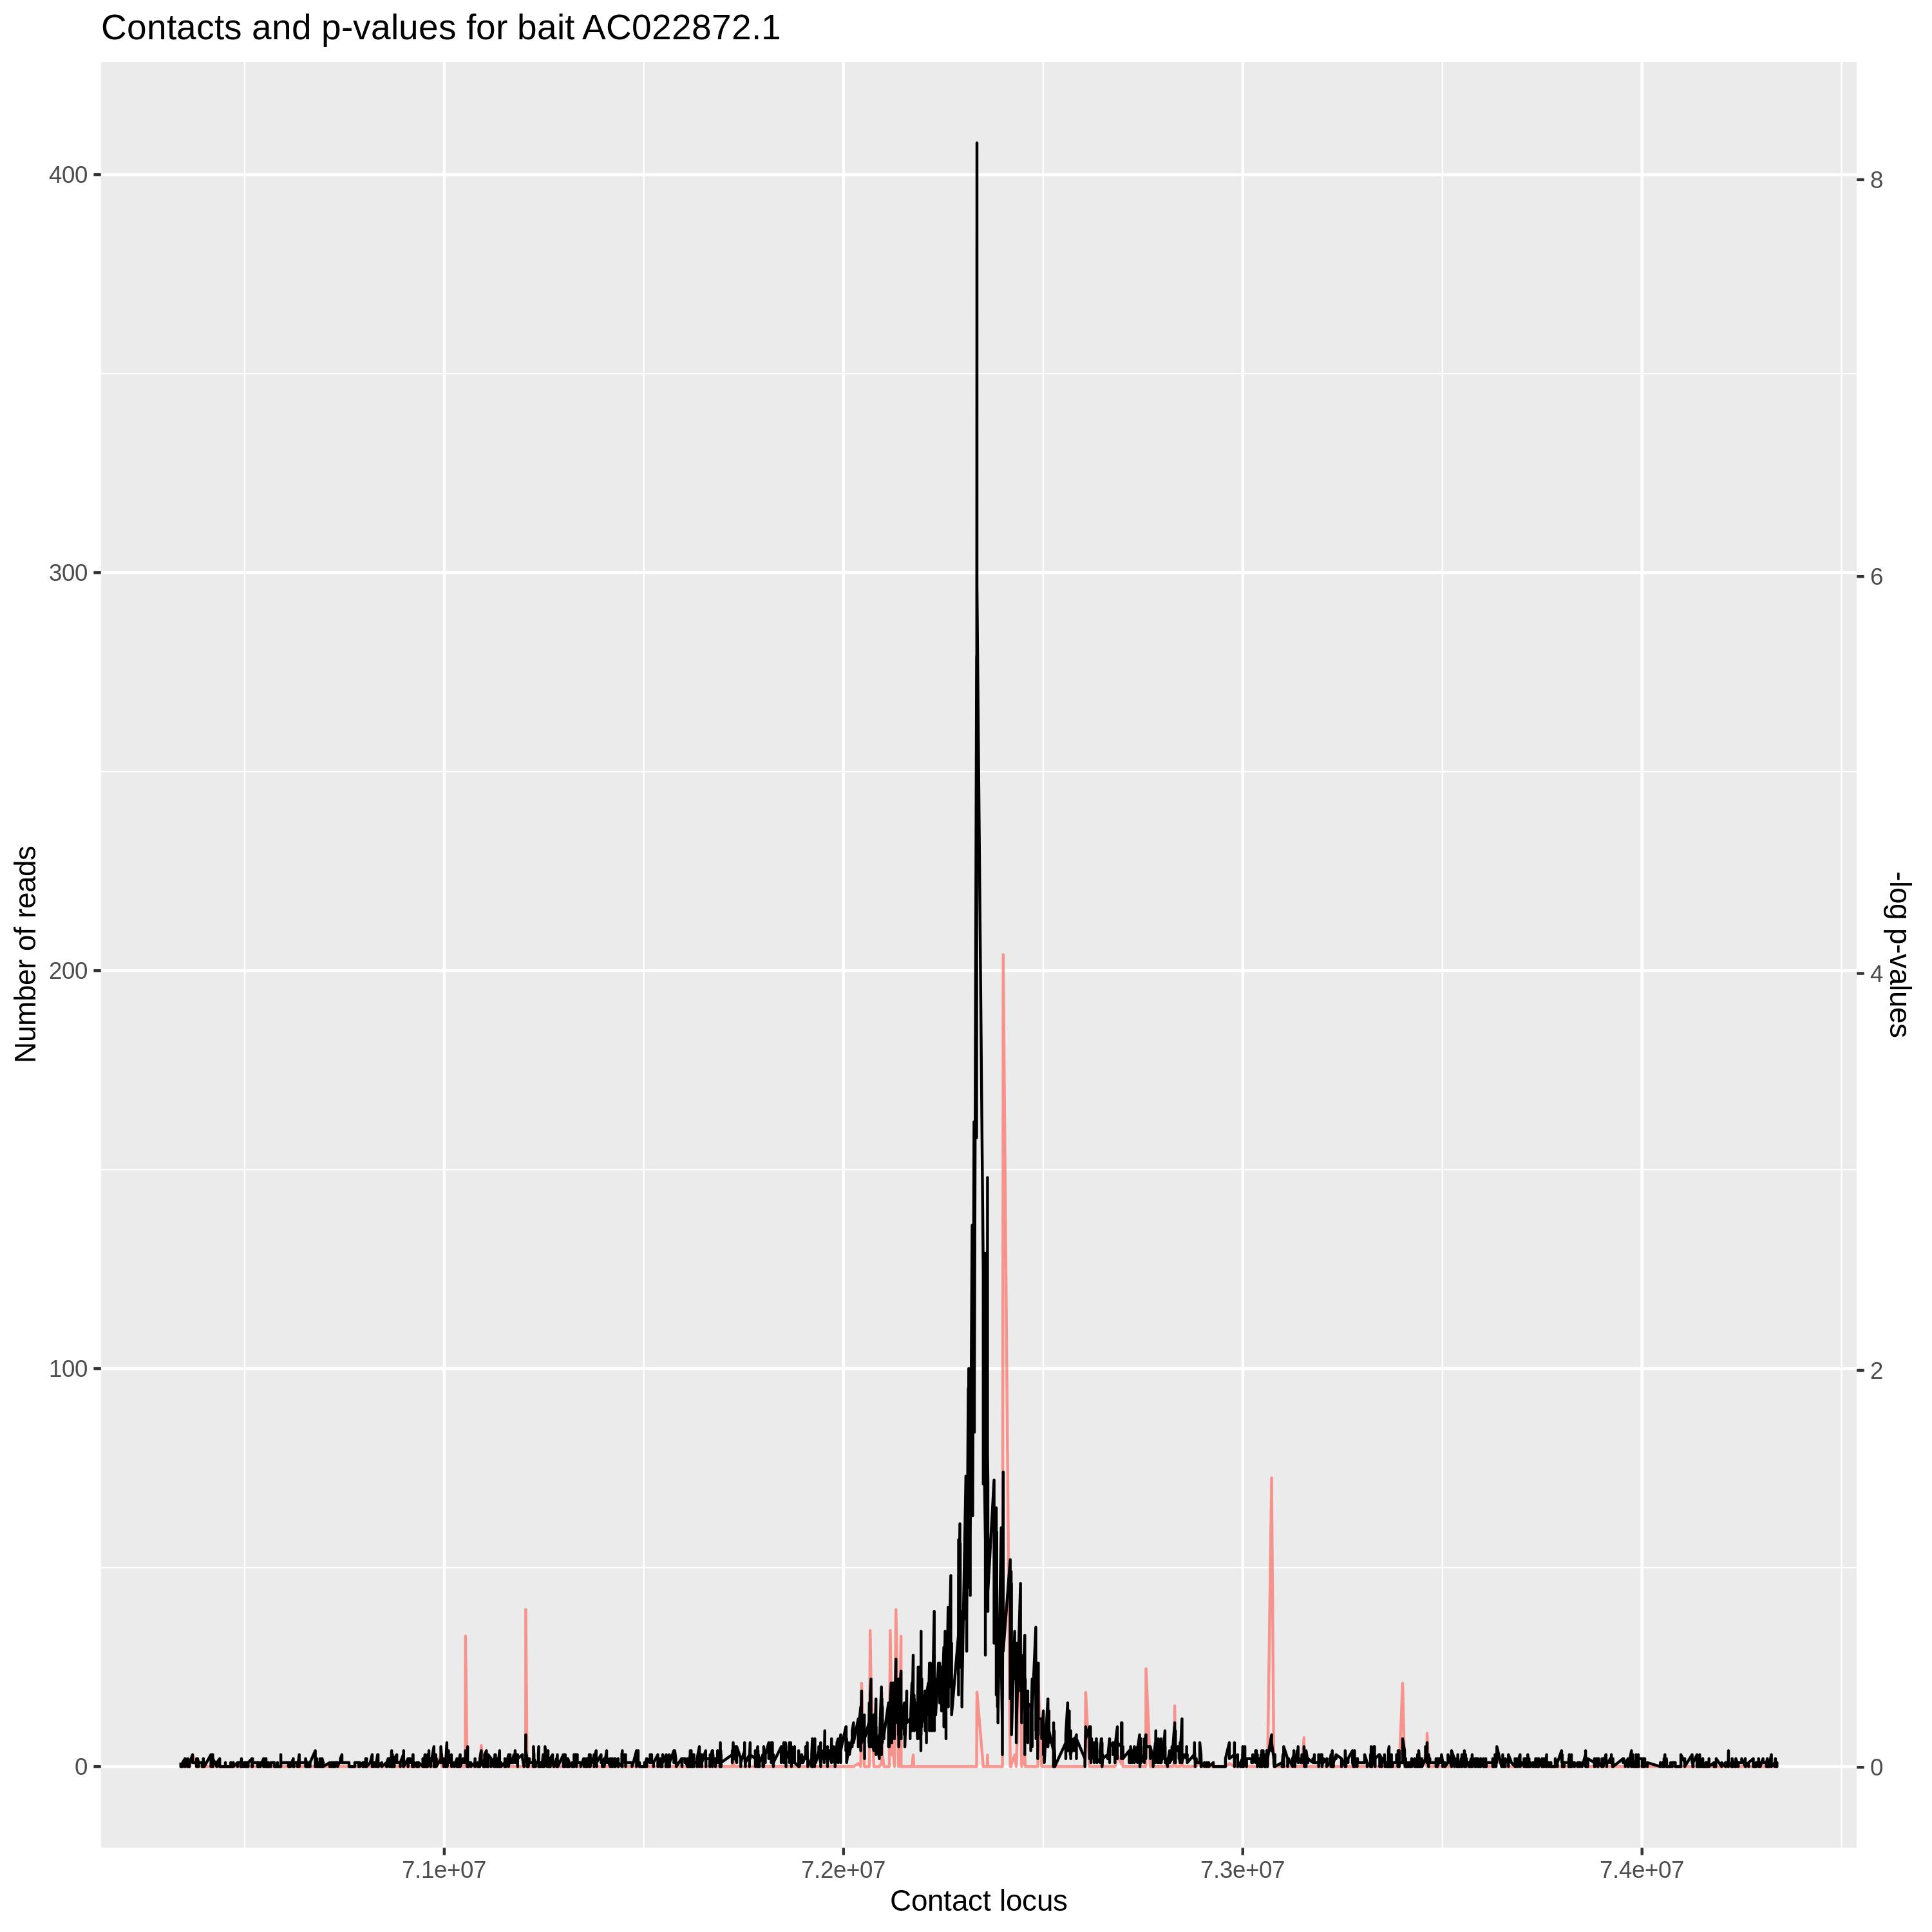 Contacts and p-values for bait AC022872.1
400
300
200
100
0
8
6
4
2
0
Number of reads
-log p-values
7.1e+07 7.2e+07 7.3e+07 7.4e+07
Contact locus